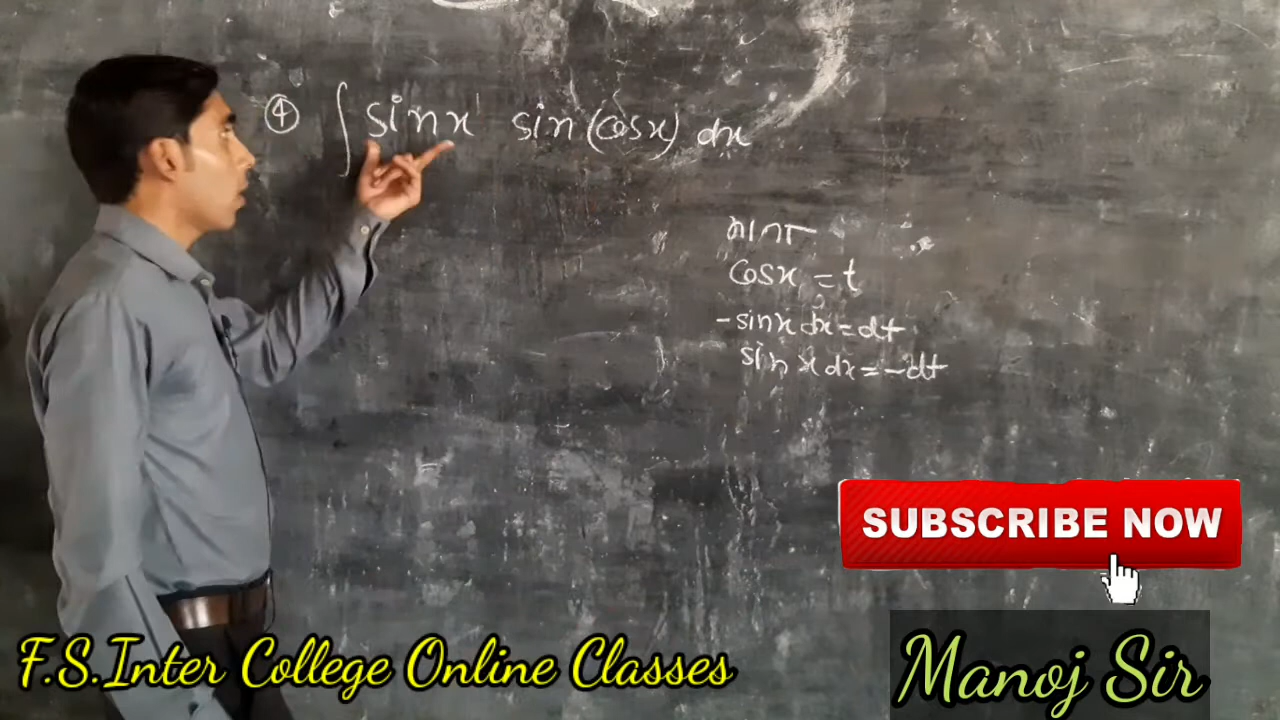 ④ ∫ sinx sin(cosx) dx
माना
cosx = t
-sinx dx = dt
sin x dx = -dt
SUBSCRIBE NOW
F.S.Inter College Online Classes
Manoj Sir